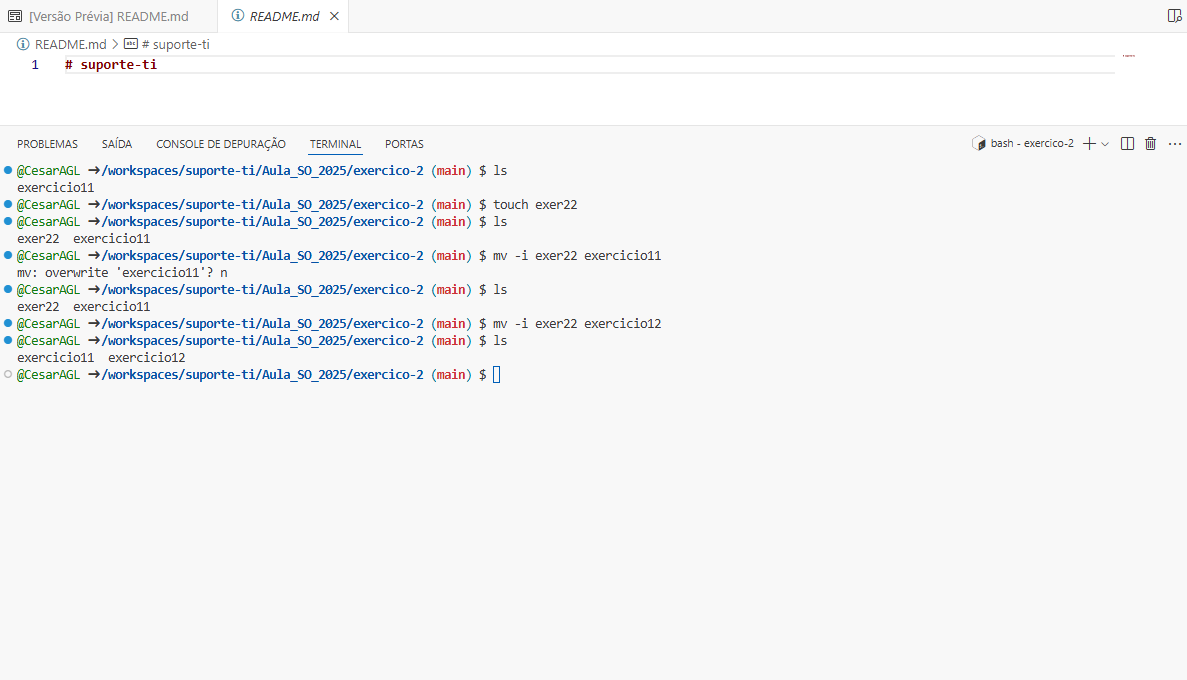 [Versão Prévia] README.md README.md
README.md > # suporte-ti
1 # suporte-ti
PROBLEMAS SAÍDA CONSOLE DE DEPURAÇÃO TERMINAL PORTAS bash - exercico-2
@CesarAGL ➜/workspaces/suporte-ti/Aula_SO_2025/exercico-2 (main) $ ls
exercicio11
@CesarAGL ➜/workspaces/suporte-ti/Aula_SO_2025/exercico-2 (main) $ touch exer22
@CesarAGL ➜/workspaces/suporte-ti/Aula_SO_2025/exercico-2 (main) $ ls
exer22 exercicio11
@CesarAGL ➜/workspaces/suporte-ti/Aula_SO_2025/exercico-2 (main) $ mv -i exer22 exercicio11
mv: overwrite 'exercicio11'? n
@CesarAGL ➜/workspaces/suporte-ti/Aula_SO_2025/exercico-2 (main) $ ls
exer22 exercicio11
@CesarAGL ➜/workspaces/suporte-ti/Aula_SO_2025/exercico-2 (main) $ mv -i exer22 exercicio12
@CesarAGL ➜/workspaces/suporte-ti/Aula_SO_2025/exercico-2 (main) $ ls
exercicio11 exercicio12
@CesarAGL ➜/workspaces/suporte-ti/Aula_SO_2025/exercico-2 (main) $